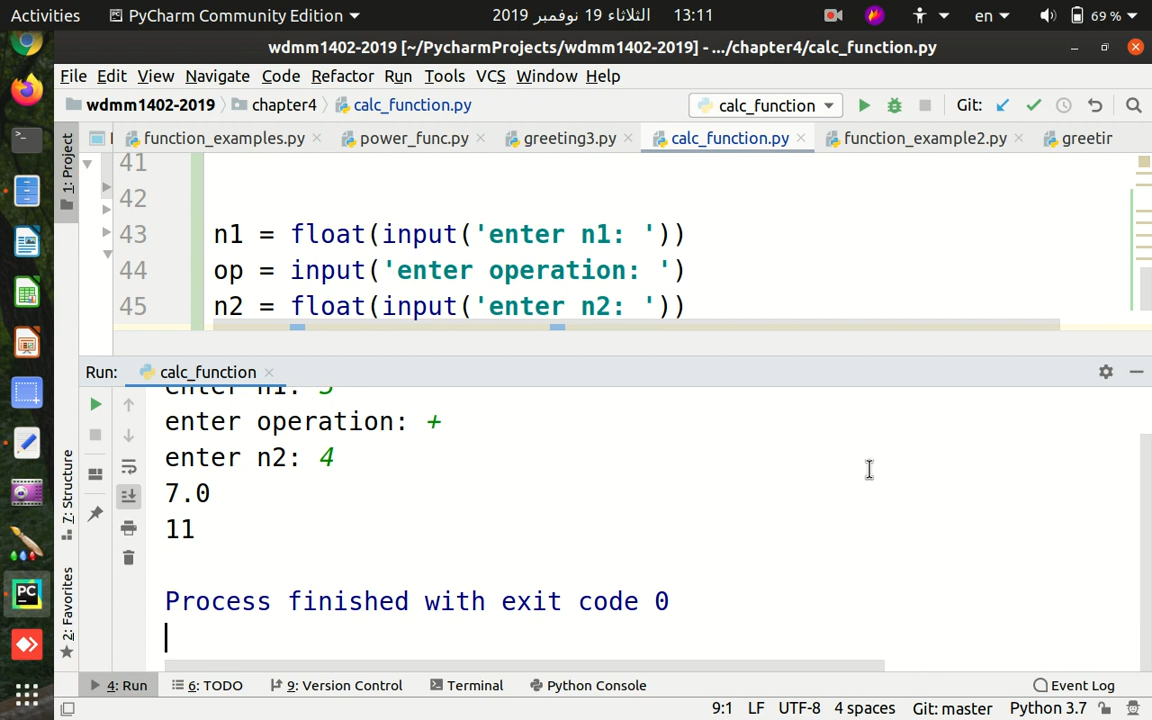 Activities PyCharm Community Edition الثلاثاء 19 نوفمبر 2019 13:11 en 69 %
wdmm1402-2019 [~/PycharmProjects/wdmm1402-2019] - .../chapter4/calc_function.py
File Edit View Navigate Code Refactor Run Tools VCS Window Help
wdmm1402-2019 chapter4 calc_function.py calc_function Git:
function_examples.py power_func.py greeting3.py calc_function.py function_example2.py greetir
1: Project
41
42
43 n1 = float(input('enter n1: '))
44 op = input('enter operation: ')
45 n2 = float(input('enter n2: '))
Run: calc_function
enter n1: 3
enter operation: +
enter n2: 4
7.0
11
Process finished with exit code 0
7: Structure
2: Favorites
4: Run 6: TODO 9: Version Control Terminal Python Console Event Log
9:1 LF UTF-8 4 spaces Git: master Python 3.7